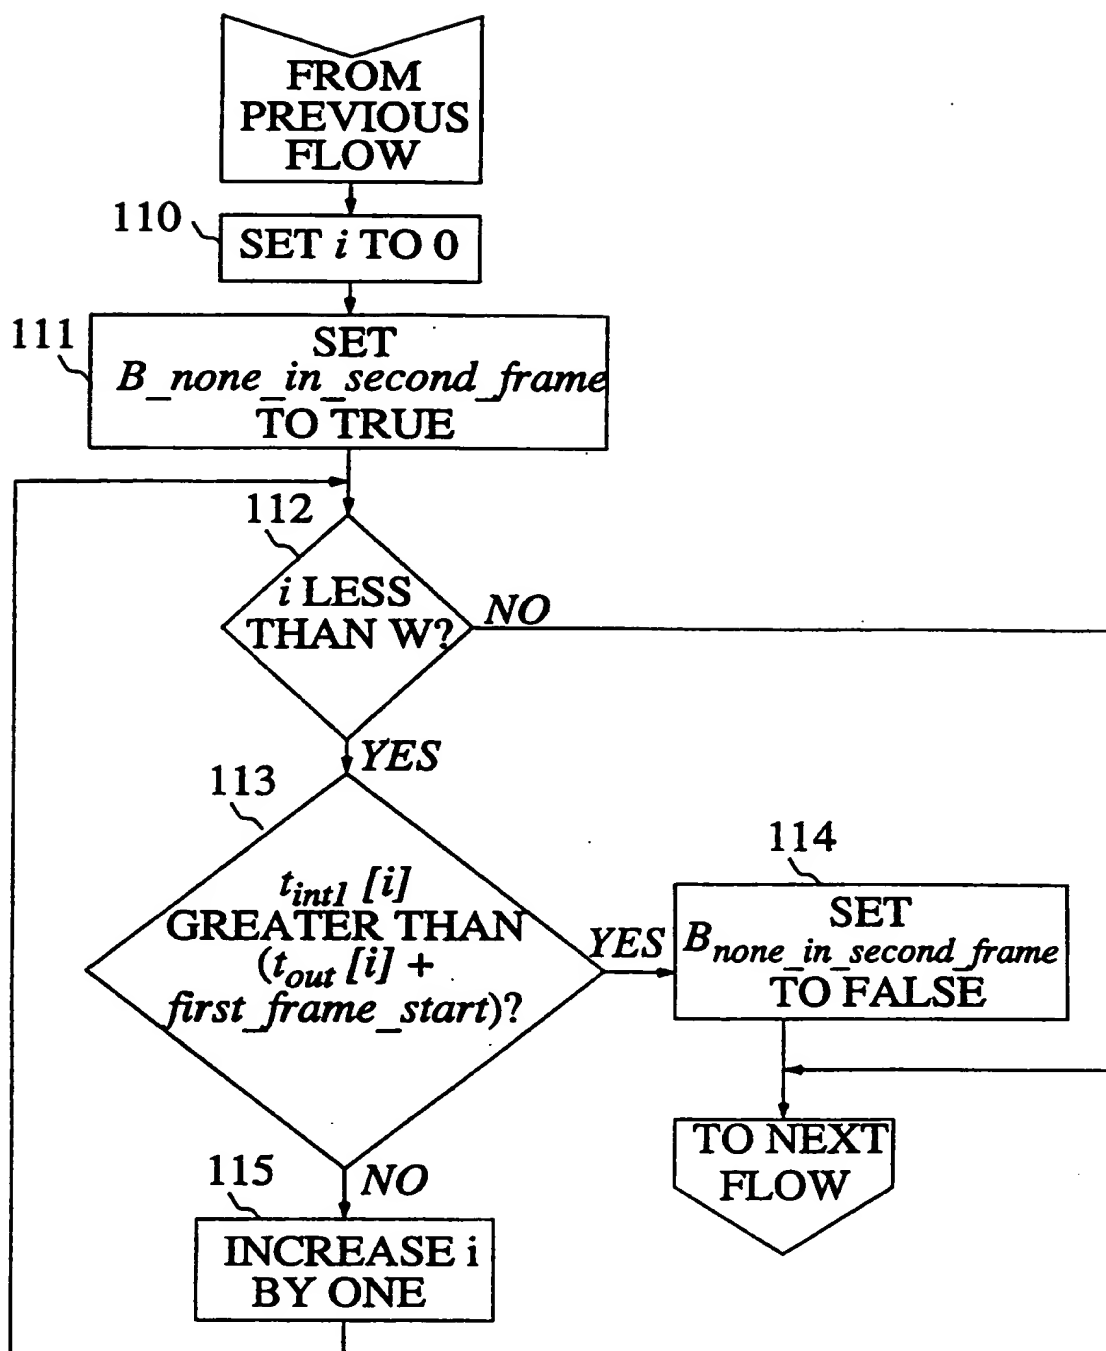 FROM
PREVIOUS
FLOW
110
SET i TO 0
111
SET
B_none_in_second_frame
TO TRUE
112
i LESS
THAN W?
NO
YES
113
t_int1 [i]
GREATER THAN
(t_out [i] +
first_frame_start)?
YES
114
SET
B_none_in_second_frame
TO FALSE
TO NEXT
FLOW
NO
115
INCREASE i
BY ONE